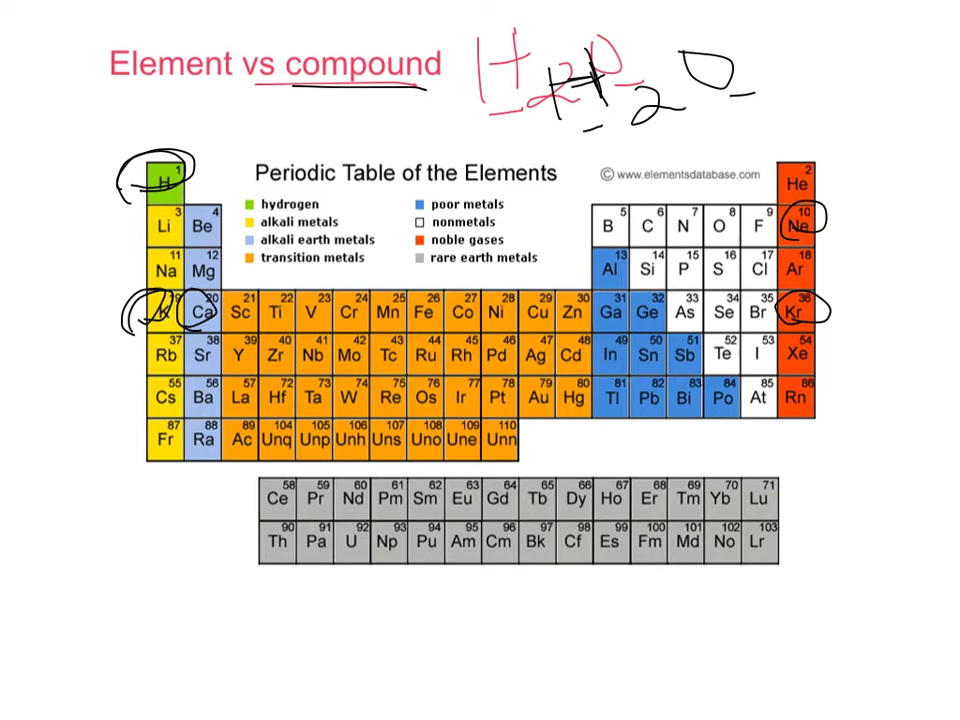 Element vs compound H2O H2O
Periodic Table of the Elements © www.elementsdatabase.com
hydrogen poor metals
alkali metals nonmetals
alkali earth metals noble gases
transition metals rare earth metals
1 2
H He
3 4 5 6 7 8 9 10
Li Be B C N O F Ne
11 12 13 14 15 16 17 18
Na Mg Al Si P S Cl Ar
19 20 21 22 23 24 25 26 27 28 29 30 31 32 33 34 35 36
K Ca Sc Ti V Cr Mn Fe Co Ni Cu Zn Ga Ge As Se Br Kr
37 38 39 40 41 42 43 44 45 46 47 48 49 50 51 52 53 54
Rb Sr Y Zr Nb Mo Tc Ru Rh Pd Ag Cd In Sn Sb Te I Xe
55 56 57 72 73 74 75 76 77 78 79 80 81 82 83 84 85 86
Cs Ba La Hf Ta W Re Os Ir Pt Au Hg Tl Pb Bi Po At Rn
87 88 89 104 105 106 107 108 109 110
Fr Ra Ac Unq Unp Unh Uns Uno Une Unn
58 59 60 61 62 63 64 65 66 67 68 69 70 71
Ce Pr Nd Pm Sm Eu Gd Tb Dy Ho Er Tm Yb Lu
90 91 92 93 94 95 96 97 98 99 100 101 102 103
Th Pa U Np Pu Am Cm Bk Cf Es Fm Md No Lr